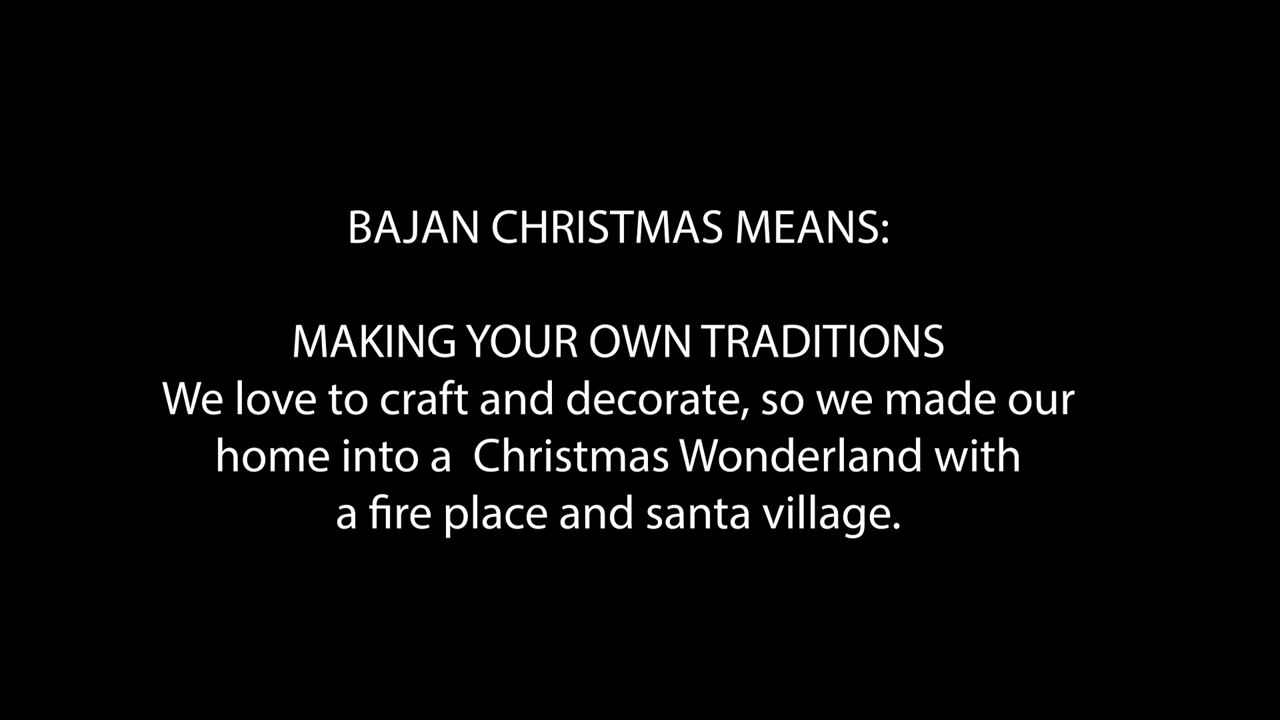 BAJAN CHRISTMAS MEANS:
MAKING YOUR OWN TRADITIONS
We love to craft and decorate, so we made our
home into a  Christmas Wonderland with
a fire place and santa village.